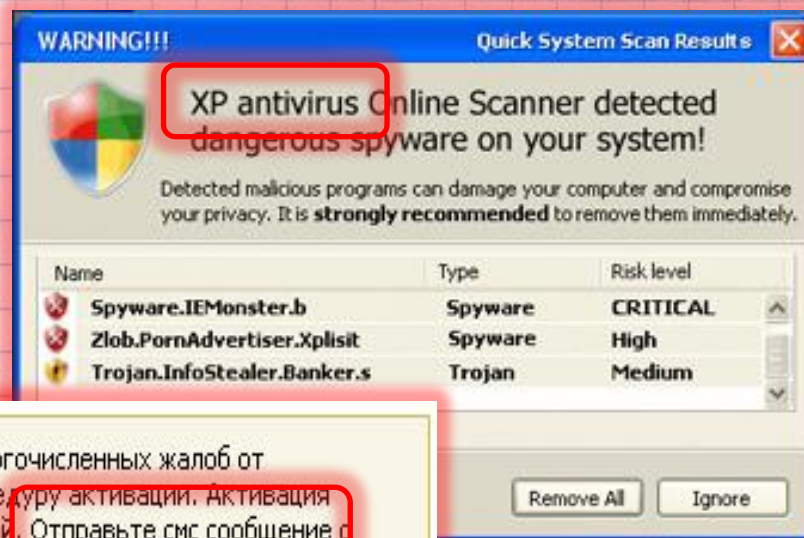 WARNING!!! Quick System Scan Results
XP antivirus Online Scanner detected
dangerous spyware on your system!
Detected malicious programs can damage your computer and compromise
your privacy. It is strongly recommended to remove them immediately.
Name Type Risk level
Spyware.IEMonster.b Spyware CRITICAL
Zlob.PornAdvertiser.Xplisit Spyware High
Trojan.InfoStealer.Banker.s Trojan Medium
Remove All Ignore
жалоб от
активации. Активация
Отправьте смс сообщение с